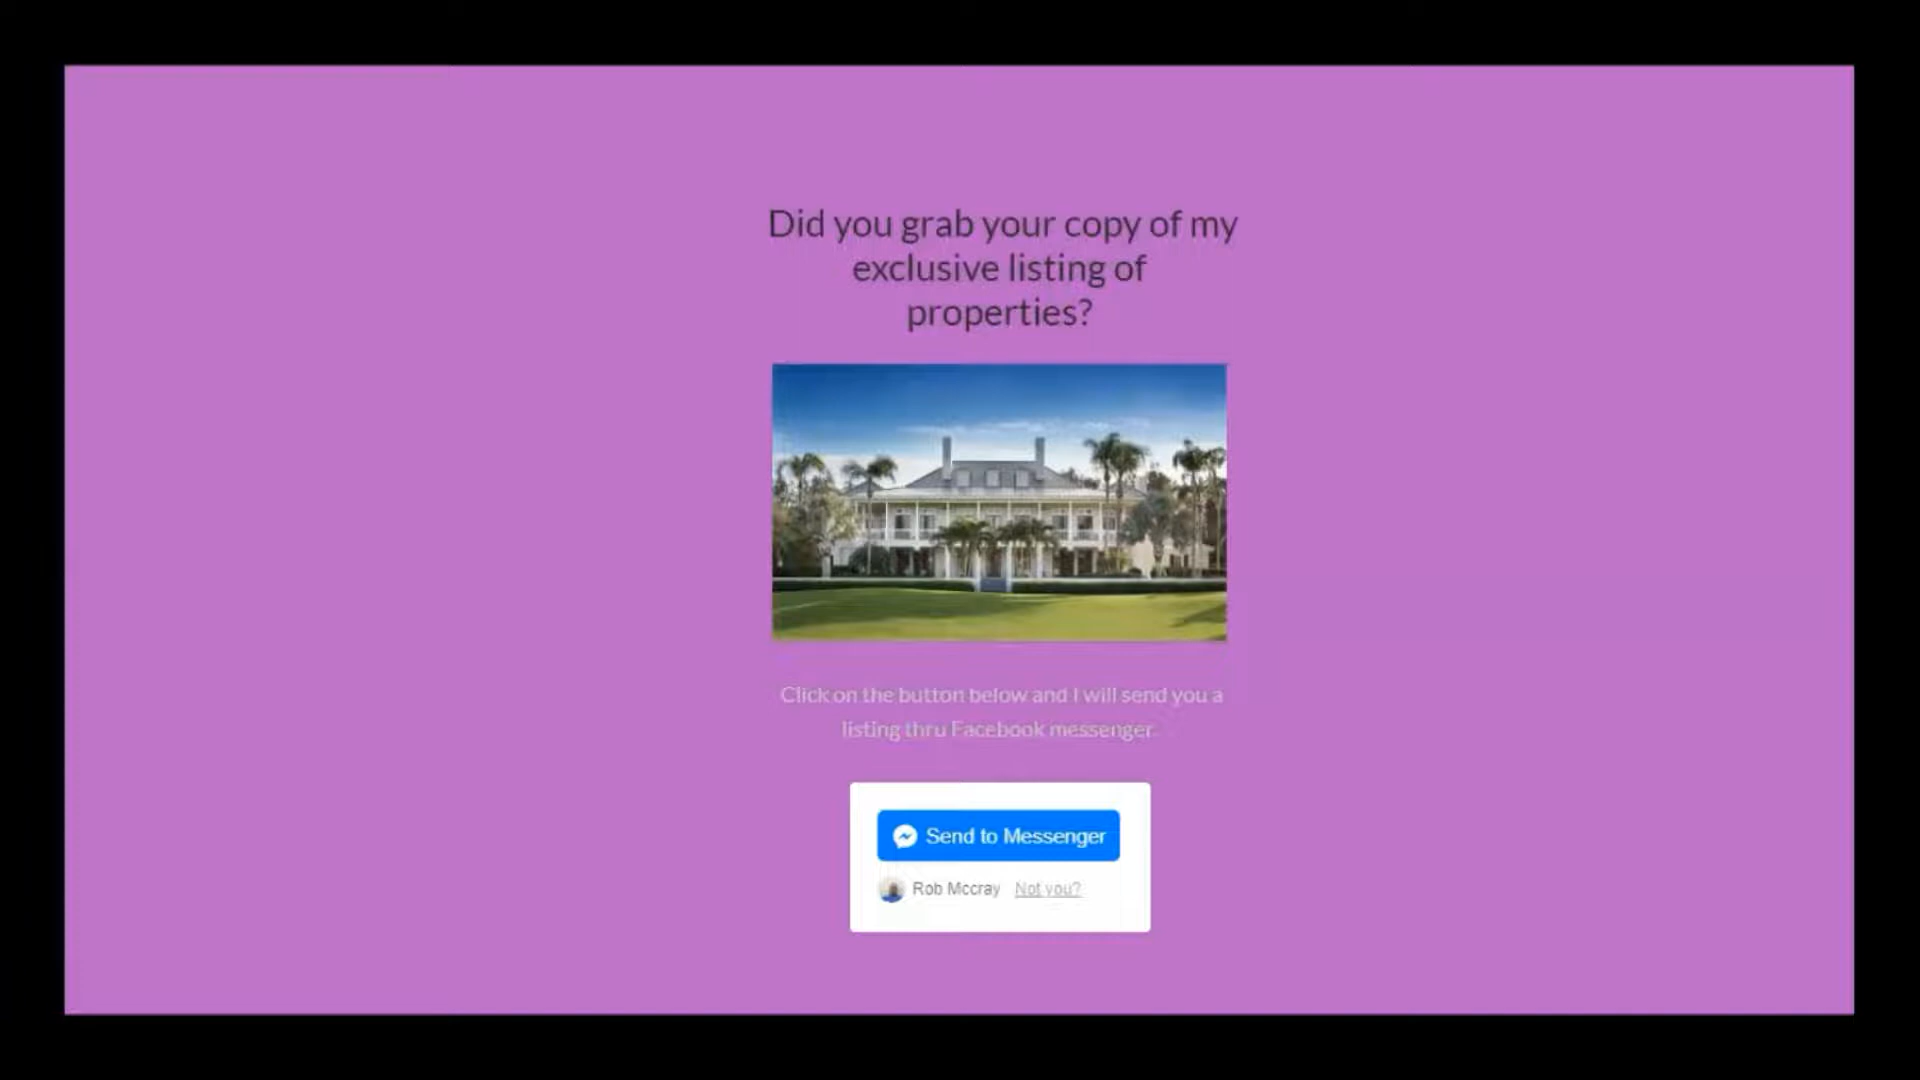 Did you grab your copy of my
exclusive listing of
properties?
Click on the button below and I will send you a
listing thru Facebook messenger.
Send to Messenger
Rob Mccray Not you?